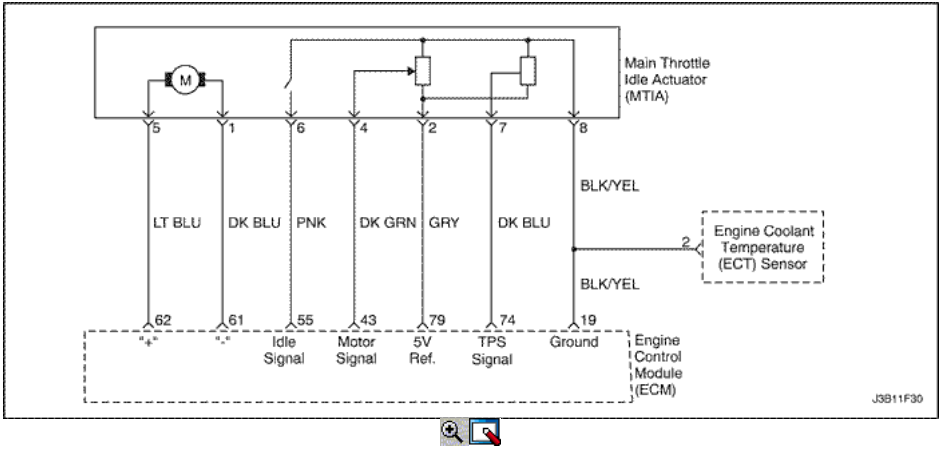 Main Throttle
Idle Actuator
(MTIA)
M
5 1 6 4 2 7 8
BLK/YEL
LT BLU DK BLU PNK DK GRN GRY DK BLU
2
Engine Coolant
Temperature
(ECT) Sensor
BLK/YEL
62 61 55 43 79 74 19
"+" "-" Idle Signal Motor Signal 5V Ref. TPS Signal Ground
Engine
Control
Module
(ECM)
J3B11F30